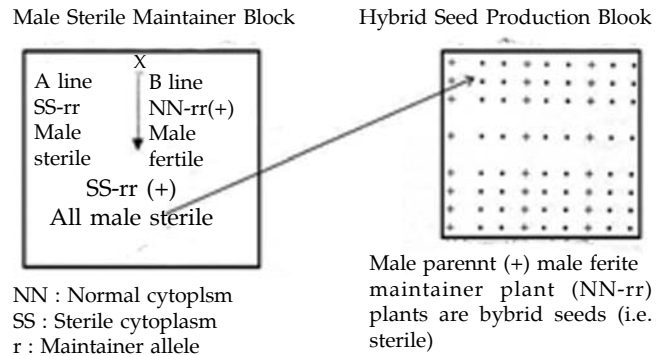 Male Sterile Maintainer Block
Hybrid Seed Production Blook
X
A line
SS-rr
Male
sterile
B line
NN-rr(+)
Male
fertile
SS-rr (+)
All male sterile
NN : Normal cytoplsm
SS : Sterile cytoplasm
r : Maintainer allele
Male parennt (+) male ferite
maintainer plant (NN-rr)
plants are bybrid seeds (i.e.
sterile)